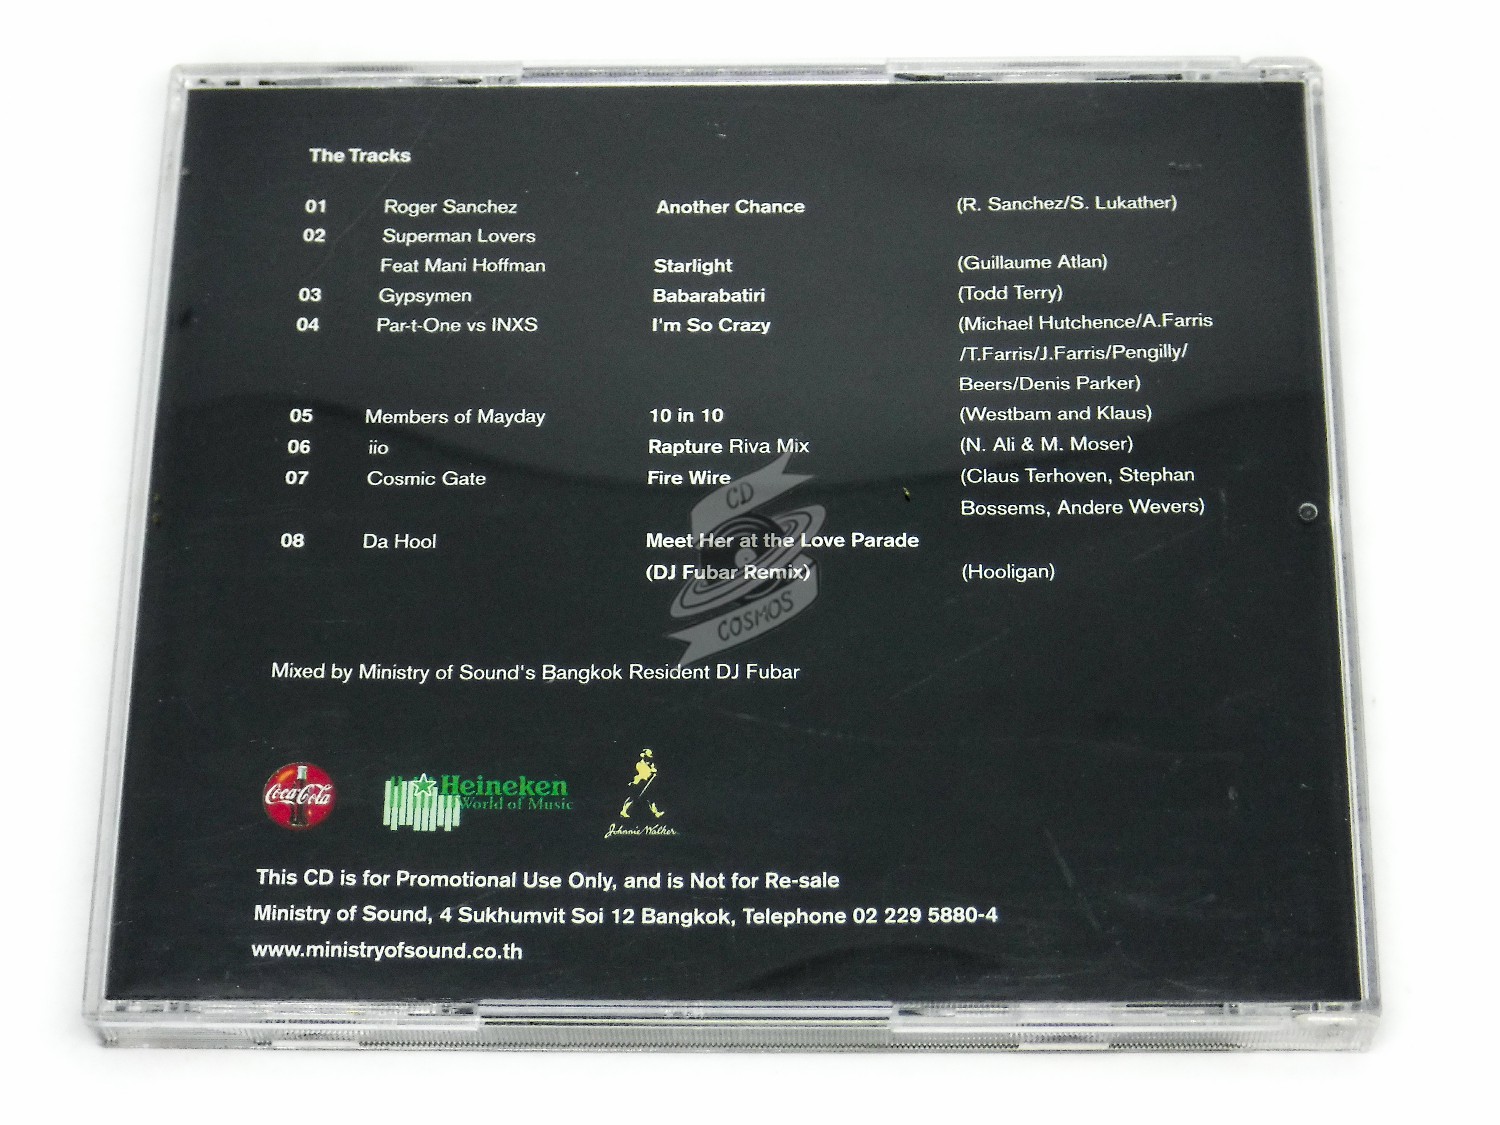 The Tracks
01 Roger Sanchez Another Chance (R. Sanchez/S. Lukather)
02 Superman Lovers
Feat Mani Hoffman Starlight (Guillaume Atlan)
03 Gypsymen Babarabatiri (Todd Terry)
04 Par-t-One vs INXS I'm So Crazy (Michael Hutchence/A.Farris
/T.Farris/J.Farris/Pengilly/
Beers/Denis Parker)
05 Members of Mayday 10 in 10 (Westbam and Klaus)
06 iio Rapture Riva Mix (N. Ali & M. Moser)
07 Cosmic Gate Fire Wire (Claus Terhoven, Stephan
Bossems, Andere Wevers)
08 Da Hool Meet Her at the Love Parade
(DJ Fubar Remix) (Hooligan)
CD
COSMOS
Mixed by Ministry of Sound's Bangkok Resident DJ Fubar
Coca-Cola
Heineken
World of Music
Johnnie Walker
This CD is for Promotional Use Only, and is Not for Re-sale
Ministry of Sound, 4 Sukhumvit Soi 12 Bangkok, Telephone 02 229 5880-4
www.ministryofsound.co.th